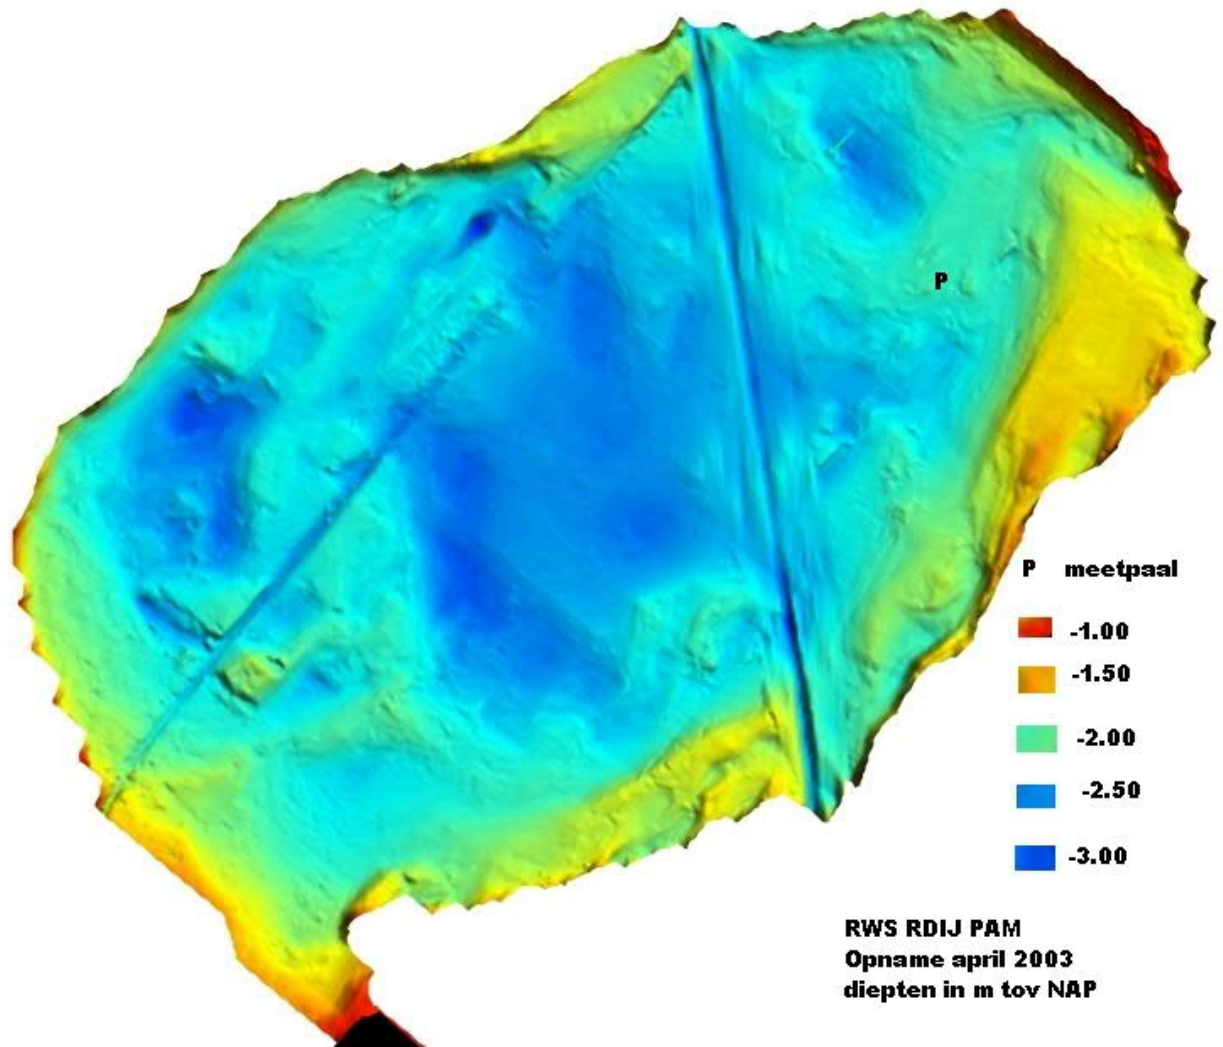 P
P meetpaal
-1.00
-1.50
-2.00
-2.50
-3.00
RWS RDIJ PAM
Opname april 2003
diepten in m tov NAP